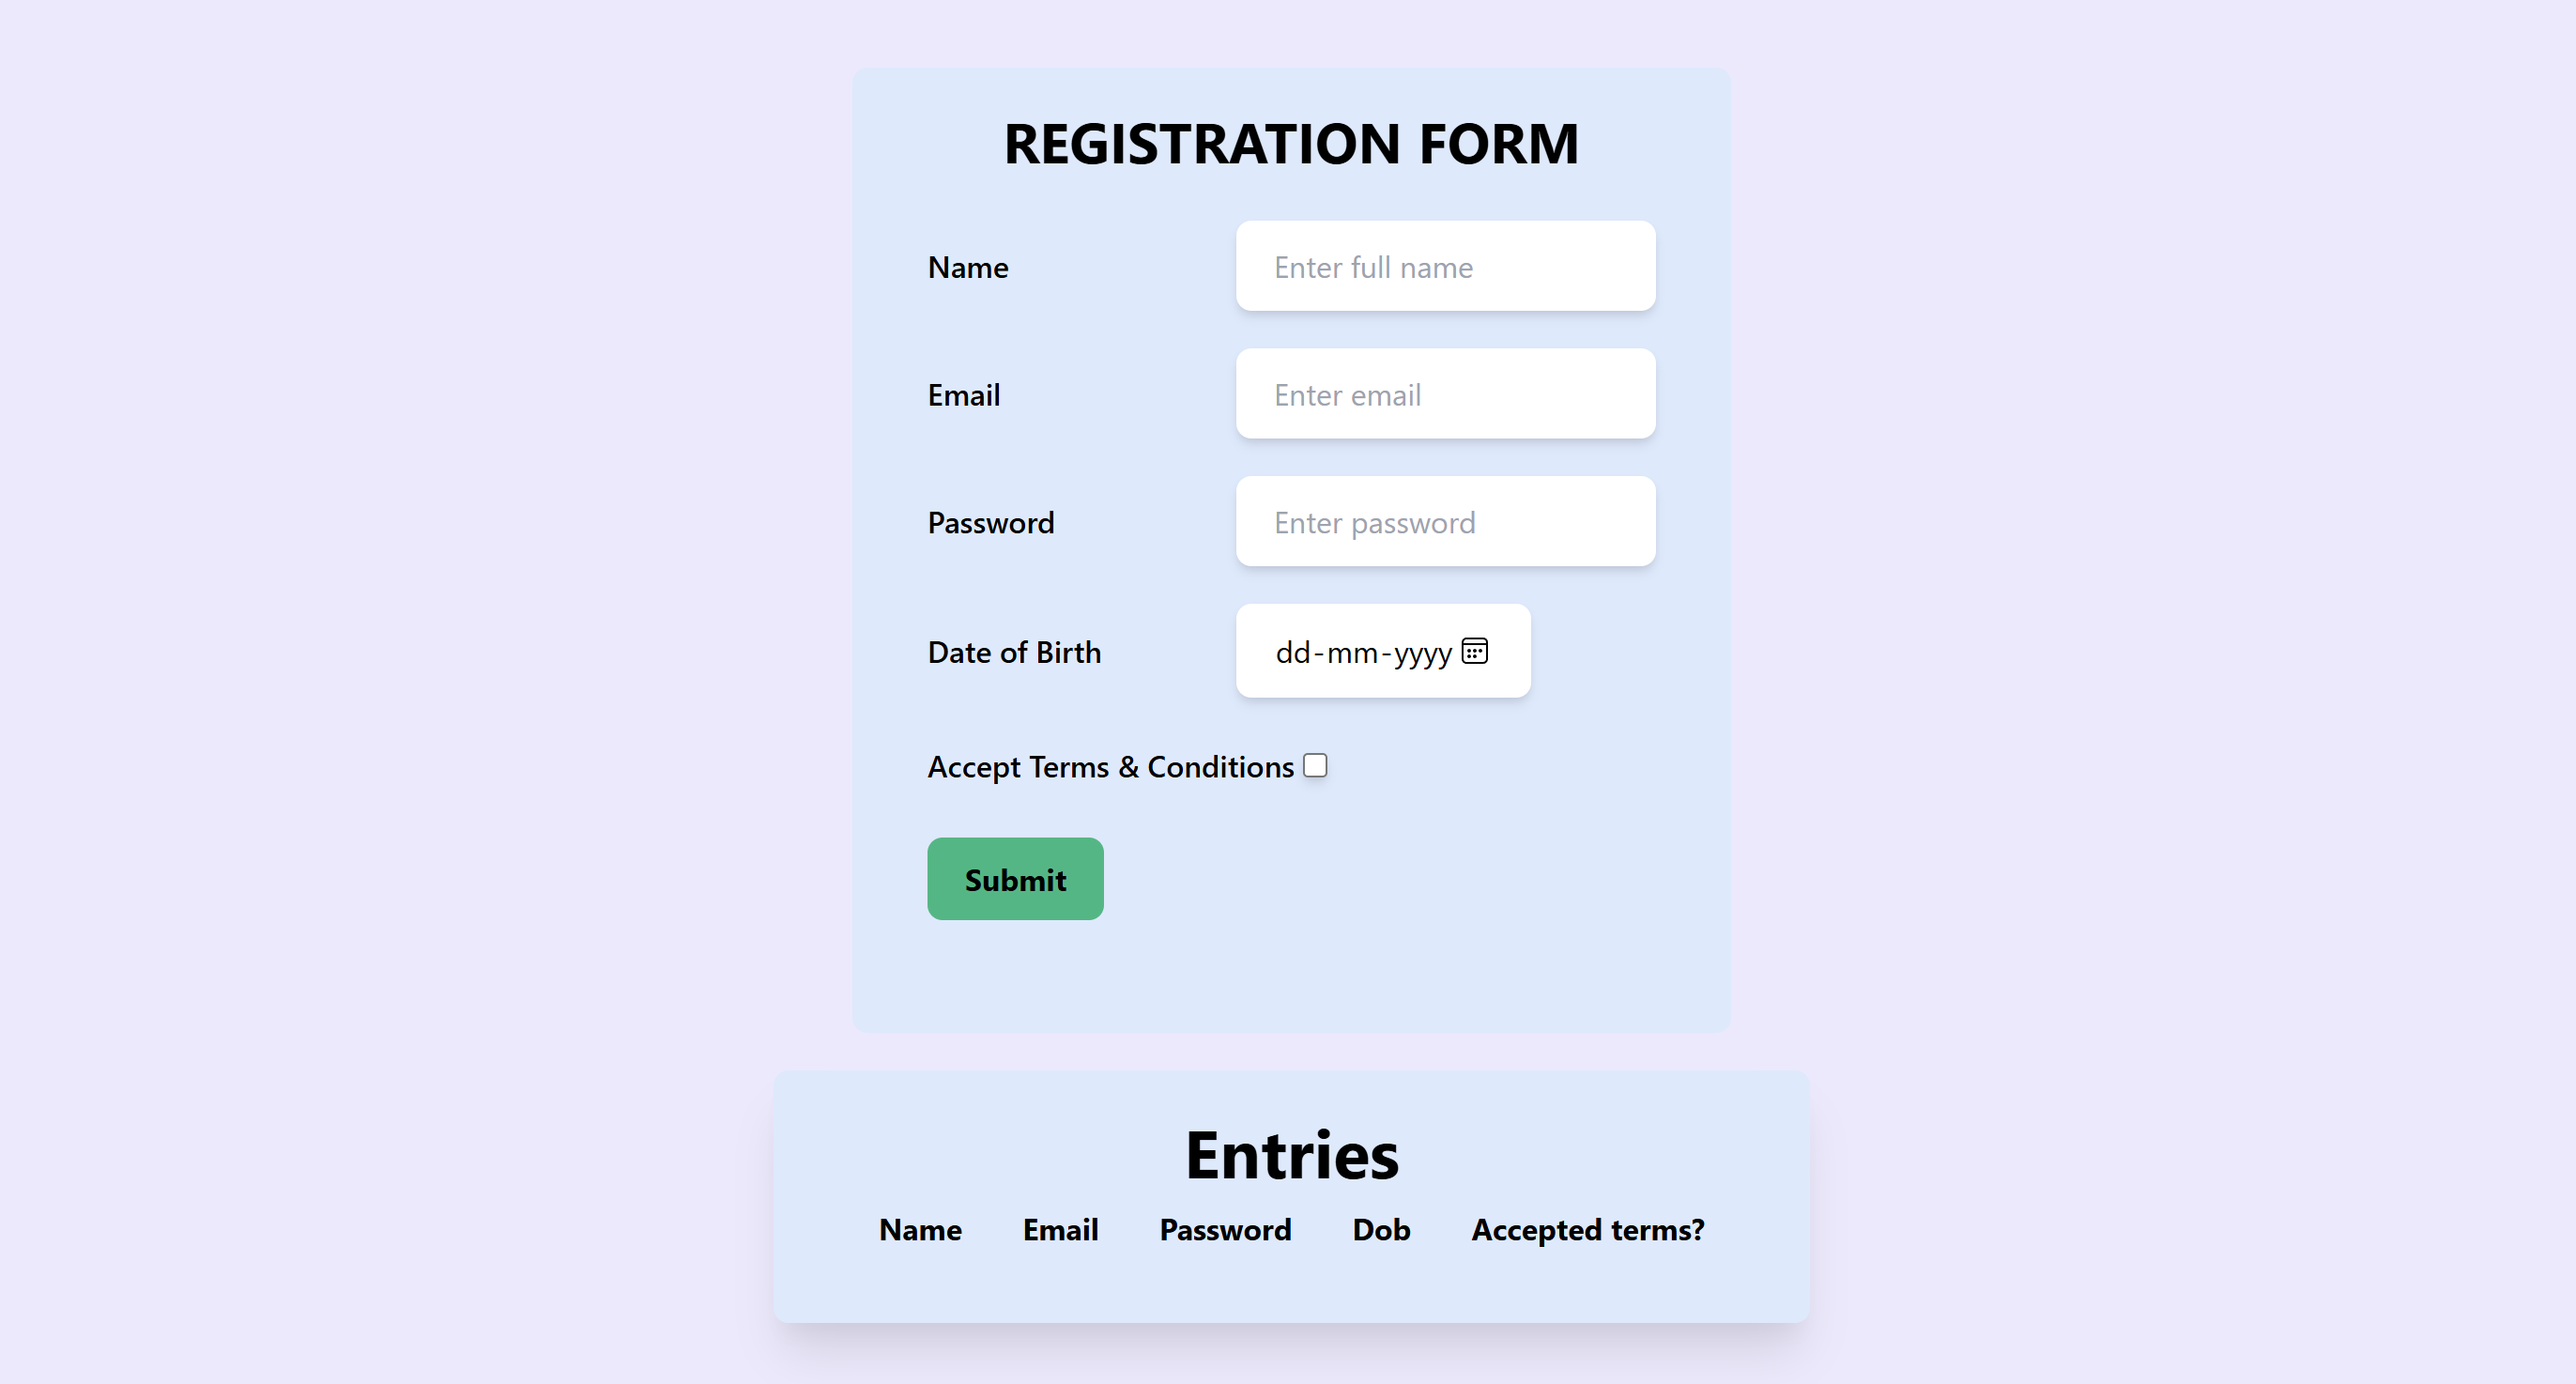 REGISTRATION FORM
Name Enter full name
Email Enter email
Password Enter password
Date of Birth dd-mm-yyyy
Accept Terms & Conditions
Submit
Entries
Name Email Password Dob Accepted terms?